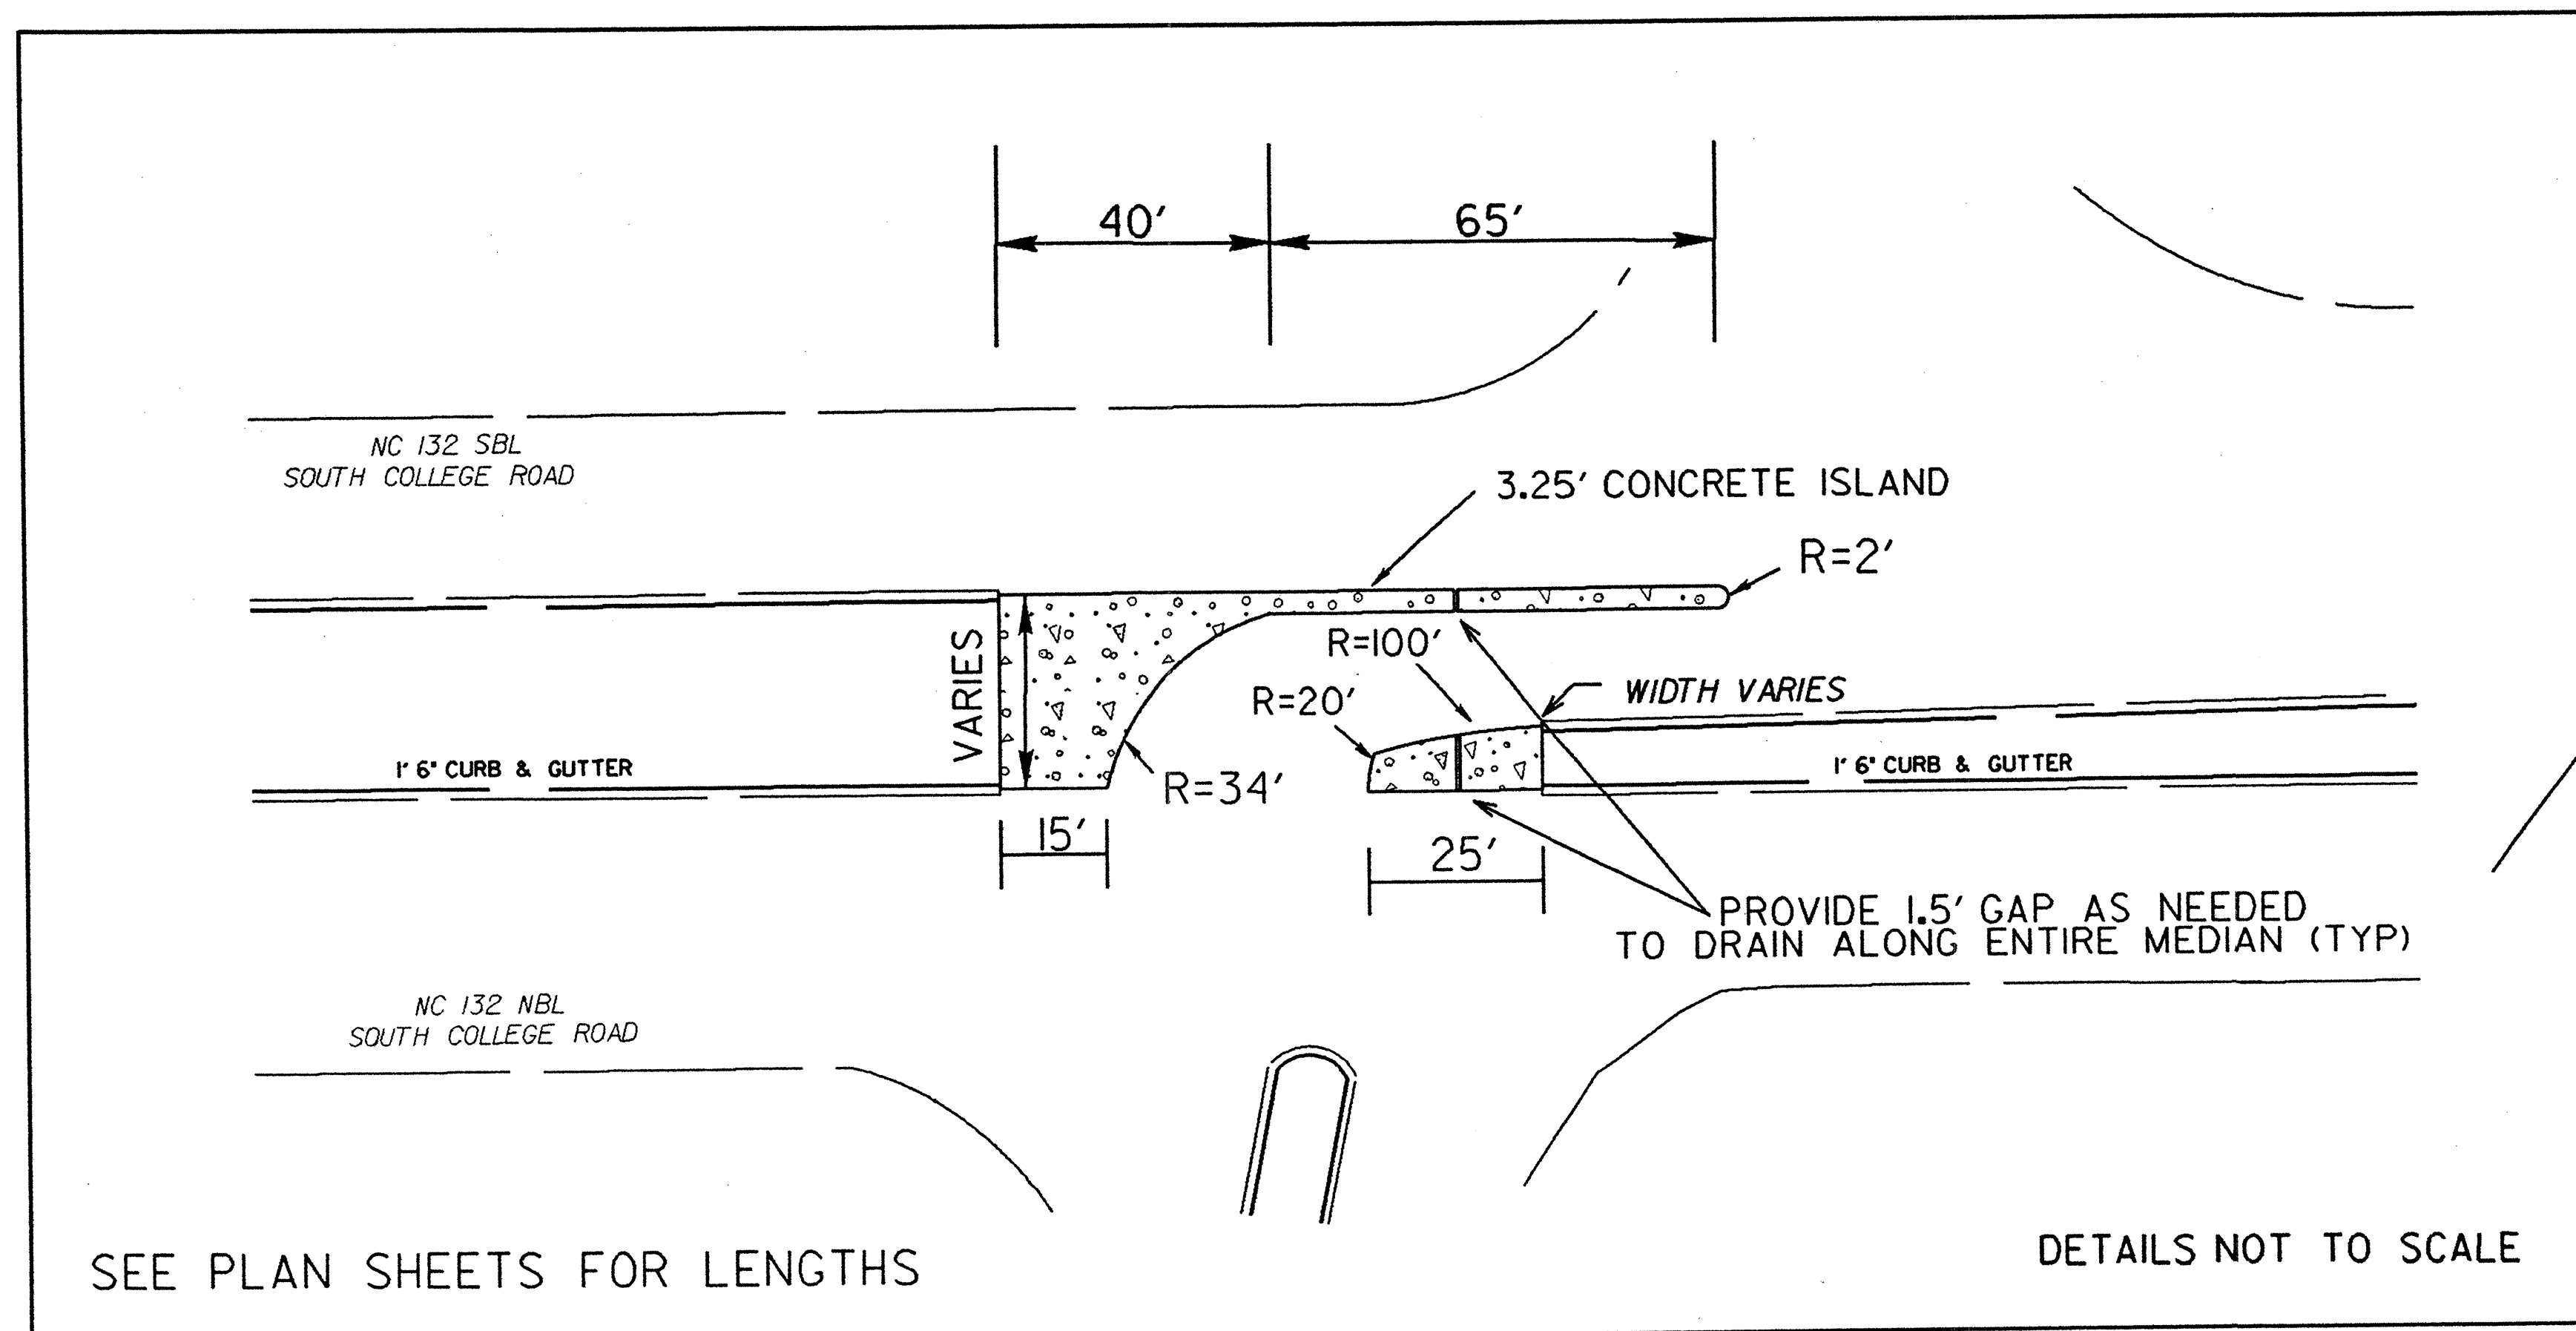 40' 65'
NC 132 SBL
SOUTH COLLEGE ROAD
3.25' CONCRETE ISLAND
R=2'
R=100'
VARIES
R=20'
WIDTH VARIES
1' 6" CURB & GUTTER
1' 6" CURB & GUTTER
R=34'
15'
25'
PROVIDE 1.5' GAP AS NEEDED
TO DRAIN ALONG ENTIRE MEDIAN (TYP)
NC 132 NBL
SOUTH COLLEGE ROAD
SEE PLAN SHEETS FOR LENGTHS
DETAILS NOT TO SCALE